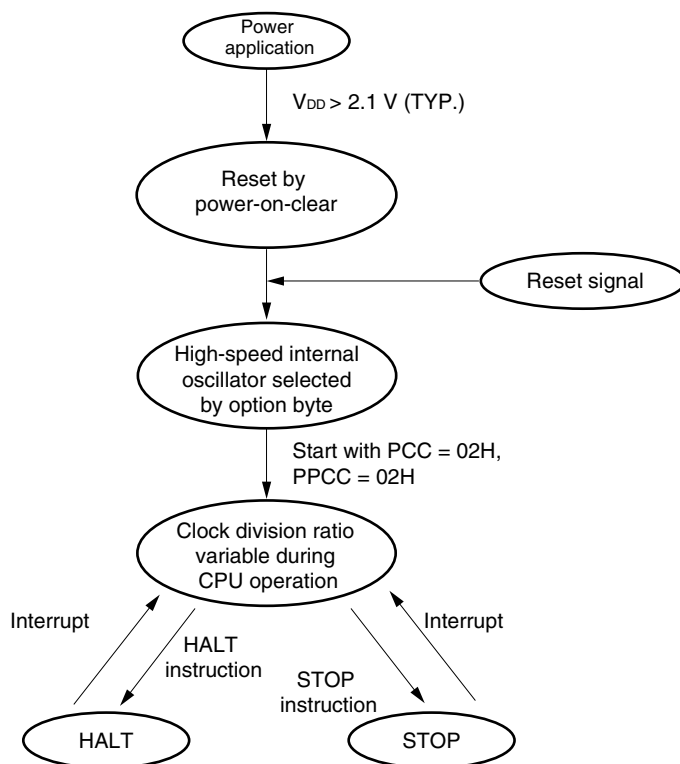 Power
application
VDD > 2.1 V (TYP.)
Reset by
power-on-clear
Reset signal
High-speed internal
oscillator selected
by option byte
Start with PCC = 02H,
PPCC = 02H
Clock division ratio
variable during
CPU operation
Interrupt
HALT
instruction
STOP
instruction
Interrupt
HALT
STOP